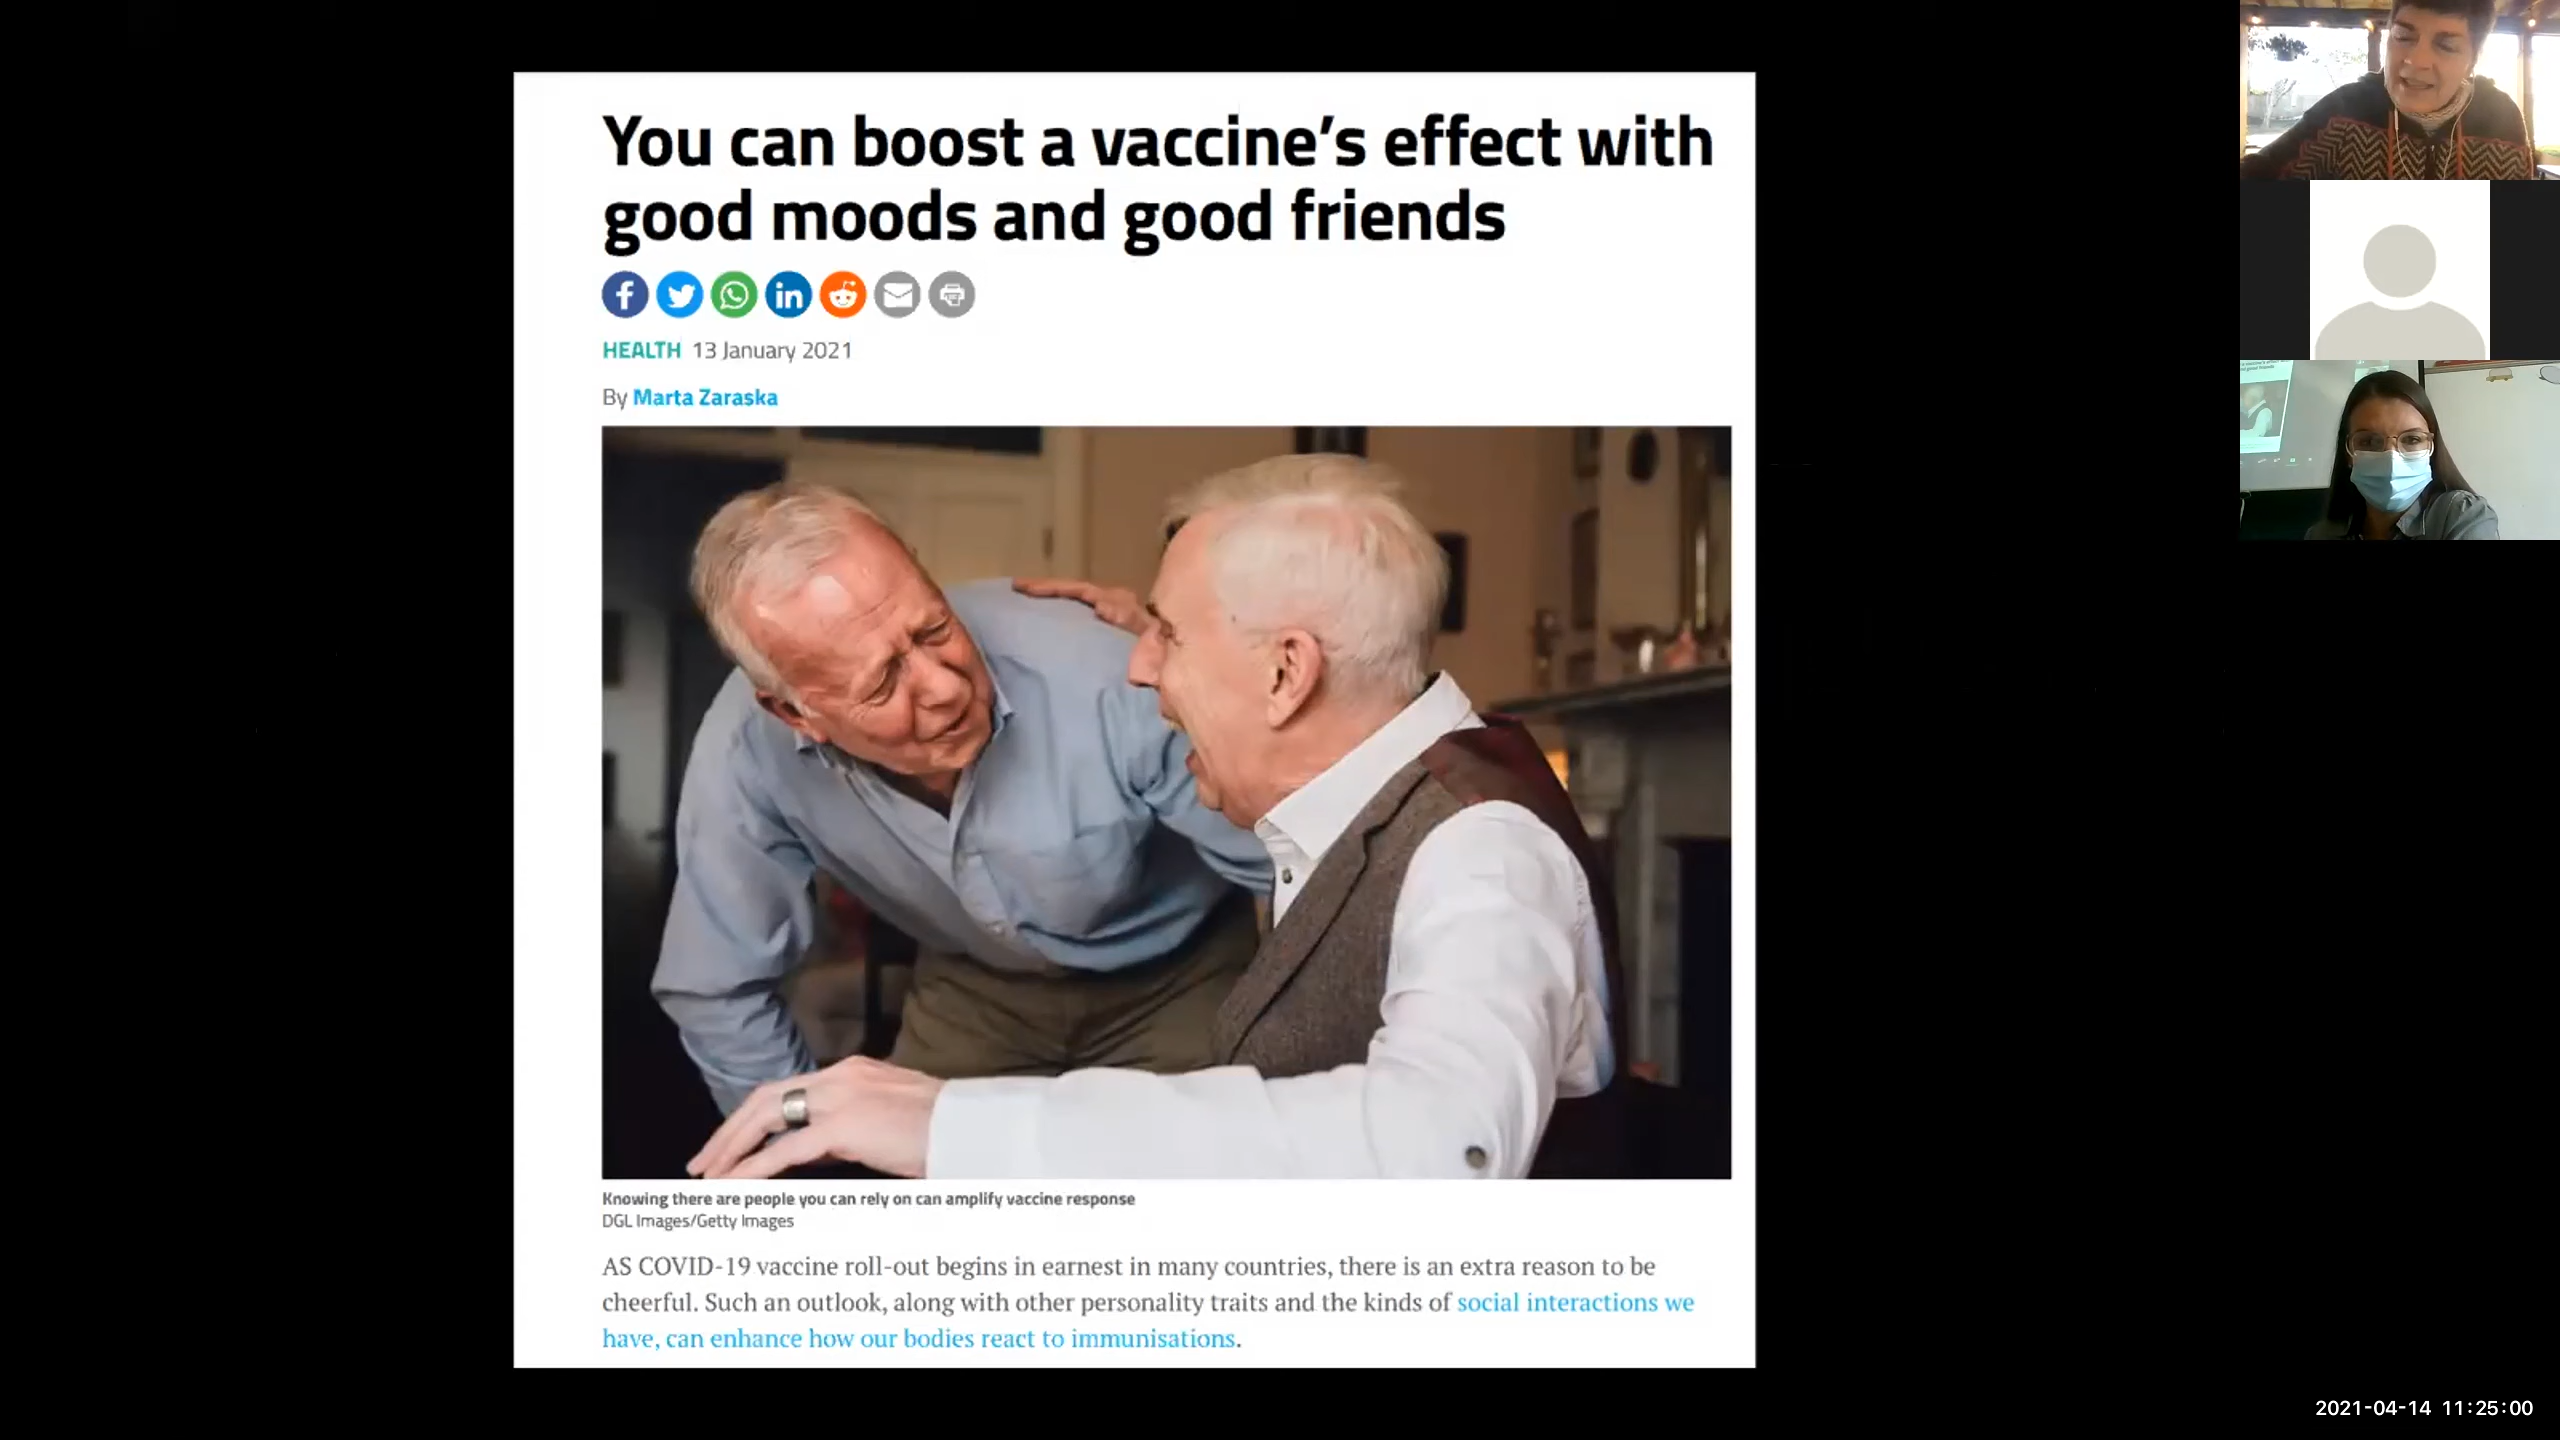 You can boost a vaccine's effect with
good moods and good friends
HEALTH 13 January 2021
By Marta Zaraska
Knowing there are people you can rely on can amplify vaccine response
DGL Images/Getty Images
AS COVID-19 vaccine roll-out begins in earnest in many countries, there is an extra reason to be
cheerful. Such an outlook, along with other personality traits and the kinds of social interactions we
have, can enhance how our bodies react to immunisations.
2021-04-14 11:25:00